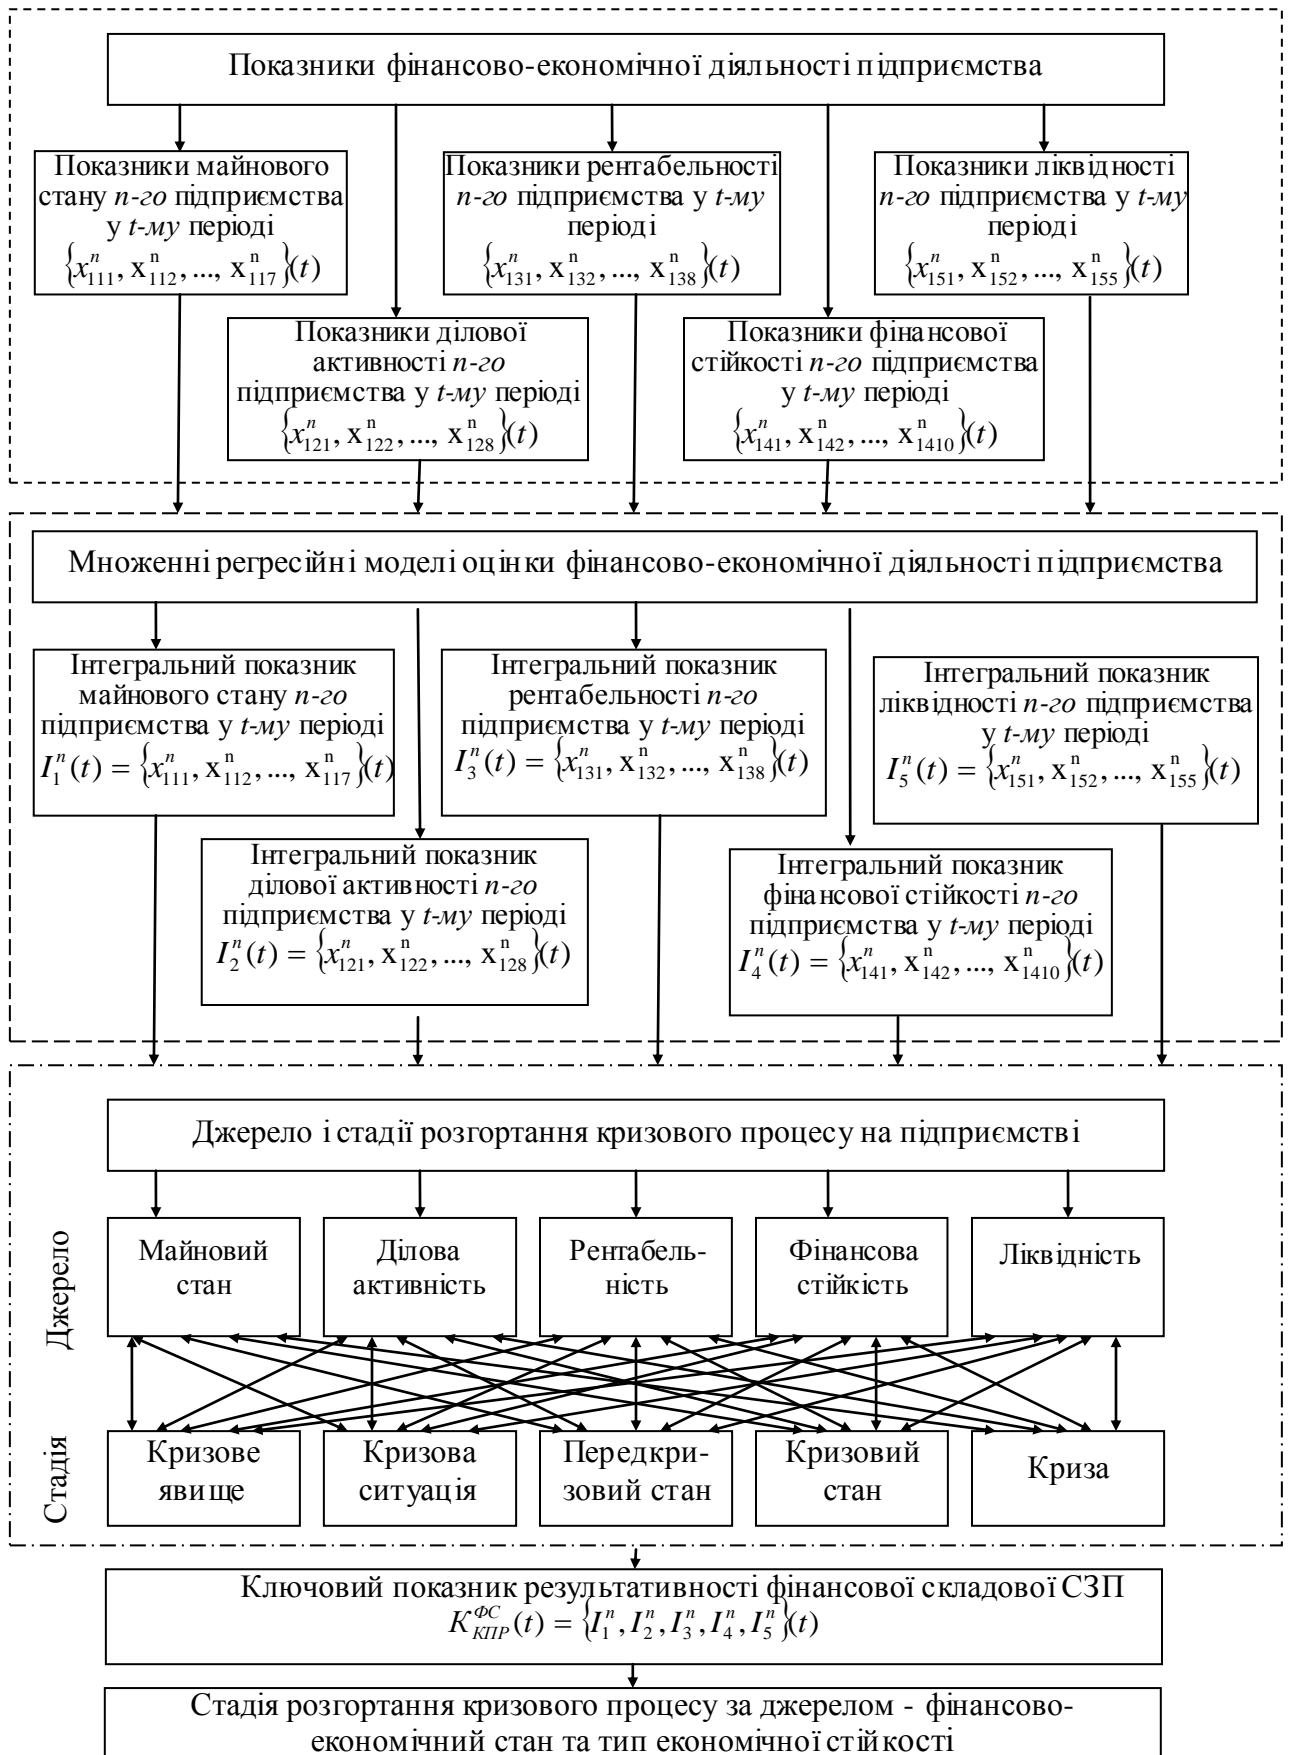 Показники фінансово-економічної діяльності підприємства
Показники майнового
стану n-го підприємства
у t-му періоді
{x^n_111, x^n_112, ..., x^n_117}(t)
Показники рентабельності
n-го підприємства у t-му
періоді
{x^n_131, x^n_132, ..., x^n_138}(t)
Показники ліквідності
n-го підприємства у t-му
періоді
{x^n_151, x^n_152, ..., x^n_155}(t)
Показники ділової
активності n-го
підприємства у t-му періоді
{x^n_121, x^n_122, ..., x^n_128}(t)
Показники фінансової
стійкості n-го підприємства
у t-му періоді
{x^n_141, x^n_142, ..., x^n_1410}(t)
Множенні регресійні моделі оцінки фінансово-економічної діяльності підприємства
Інтегральний показник
майнового стану n-го
підприємства у t-му періоді
I^n_1(t) = {x^n_111, x^n_112, ..., x^n_117}(t)
Інтегральний показник
рентабельності n-го
підприємства у t-му періоді
I^n_3(t) = {x^n_131, x^n_132, ..., x^n_138}(t)
Інтегральний показник
ліквідності n-го підприємства
у t-му періоді
I^n_5(t) = {x^n_151, x^n_152, ..., x^n_155}(t)
Інтегральний показник
ділової активності n-го
підприємства у t-му періоді
I^n_2(t) = {x^n_121, x^n_122, ..., x^n_128}(t)
Інтегральний показник
фінансової стійкості n-го
підприємства у t-му періоді
I^n_4(t) = {x^n_141, x^n_142, ..., x^n_1410}(t)
Джерело і стадії розгортання кризового процесу на підприємстві
Джерело
Майновий
стан
Ділова
активність
Рентабель-
ність
Фінансова
стійкість
Ліквідність
Стадія
Кризове
явище
Кризова
ситуація
Передкри-
зовий стан
Кризовий
стан
Криза
Ключовий показник результативності фінансової складової СЗП
K^ФС_КПР(t) = {I^n_1, I^n_2, I^n_3, I^n_4, I^n_5}(t)
Стадія розгортання кризового процесу за джерелом - фінансово-
економічний стан та тип економічної стійкості